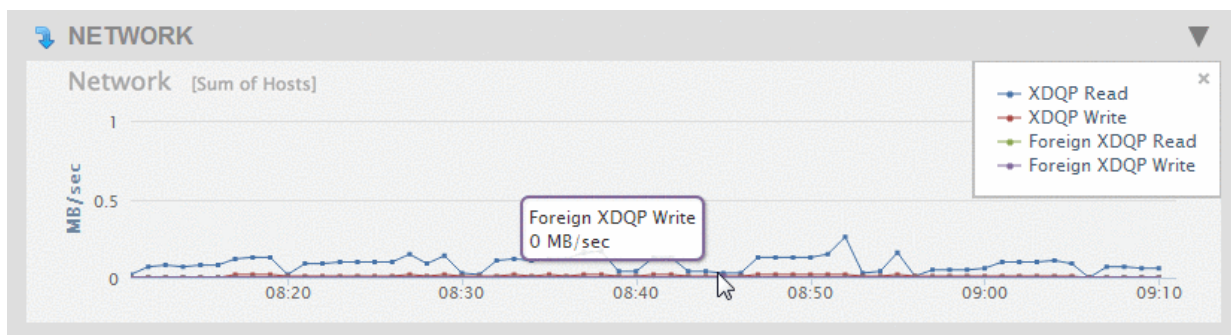 NETWORK
Network [Sum of Hosts]
×
XDQP Read
XDQP Write
Foreign XDQP Read
Foreign XDQP Write
MB/sec
1
0.5
0
Foreign XDQP Write
0 MB/sec
08:20 08:30 08:40 08:50 09:00 09:10